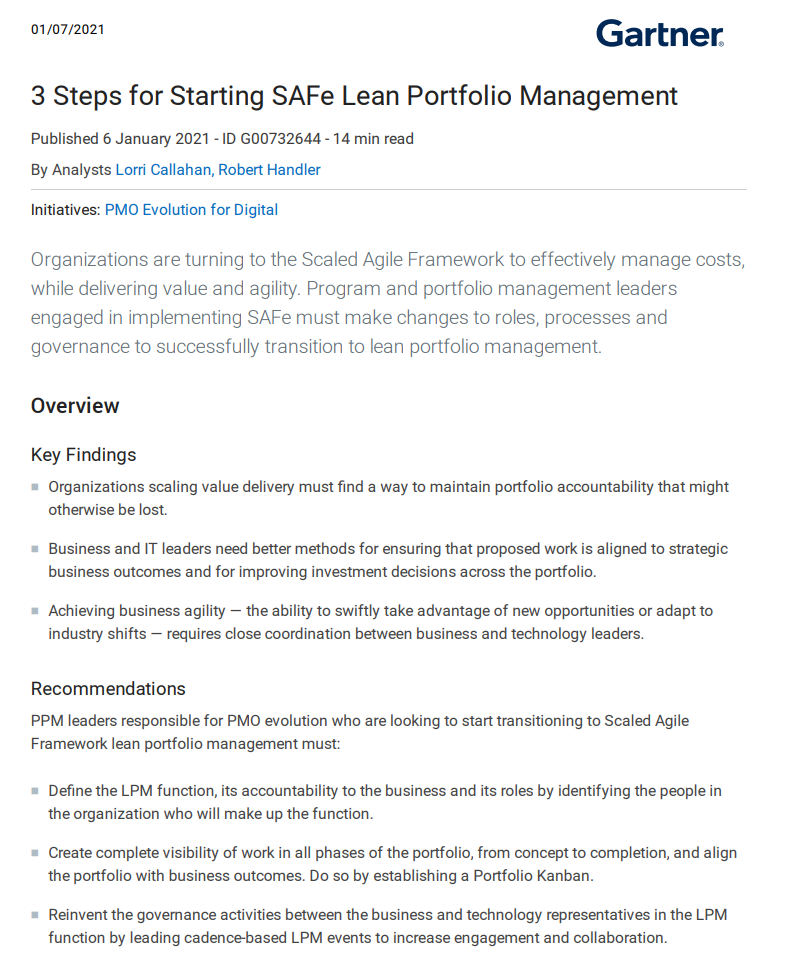 01/07/2021
Gartner®
3 Steps for Starting SAFe Lean Portfolio Management
Published 6 January 2021 - ID G00732644 - 14 min read
By Analysts Lorri Callahan, Robert Handler
Initiatives: PMO Evolution for Digital
Organizations are turning to the Scaled Agile Framework to effectively manage costs,
while delivering value and agility. Program and portfolio management leaders
engaged in implementing SAFe must make changes to roles, processes and
governance to successfully transition to lean portfolio management.
Overview
Key Findings
■ Organizations scaling value delivery must find a way to maintain portfolio accountability that might
otherwise be lost.
■ Business and IT leaders need better methods for ensuring that proposed work is aligned to strategic
business outcomes and for improving investment decisions across the portfolio.
■ Achieving business agility — the ability to swiftly take advantage of new opportunities or adapt to
industry shifts — requires close coordination between business and technology leaders.
Recommendations
PPM leaders responsible for PMO evolution who are looking to start transitioning to Scaled Agile
Framework lean portfolio management must:
■ Define the LPM function, its accountability to the business and its roles by identifying the people in
the organization who will make up the function.
■ Create complete visibility of work in all phases of the portfolio, from concept to completion, and align
the portfolio with business outcomes. Do so by establishing a Portfolio Kanban.
■ Reinvent the governance activities between the business and technology representatives in the LPM
function by leading cadence-based LPM events to increase engagement and collaboration.